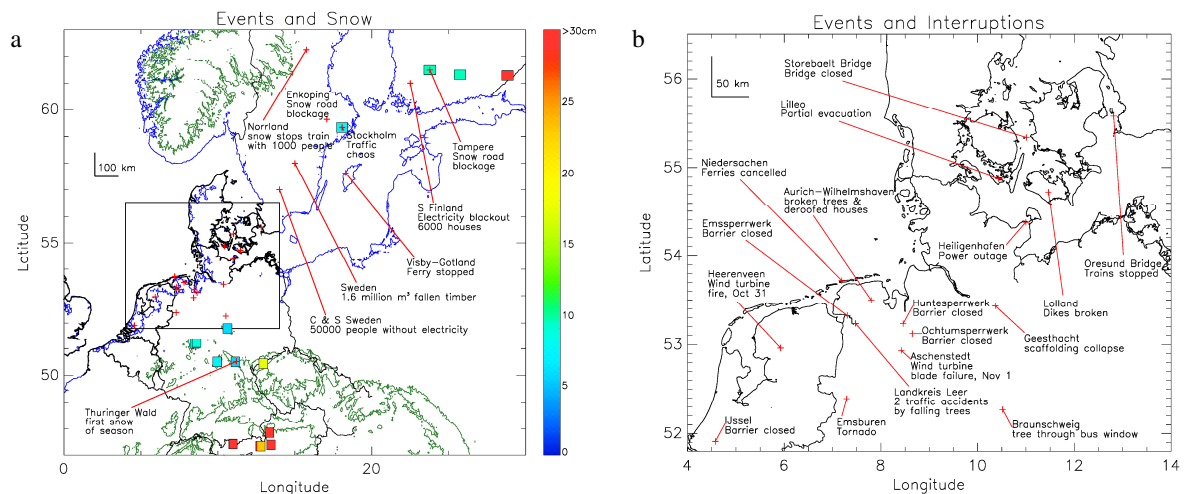 a
Events and Snow
Enkoping
Snow road
blockage
Norrland
snow stops train
with 1000 people
Stockholm
Traffic
chaos
Tampere
Snow road
blockage
100 km
S Finland
Electricity blackout
6000 houses
Visby-Gotland
Ferry stopped
Sweden
1.6 million m³ fallen timber
C & S Sweden
50000 people without electricity
Thuringer Wald
first snow
of season
60
55
50
Latitude
0
20
Longitude
>30cm
25
20
15
10
5
0
b
Events and Interruptions
50 km
Storebaelt Bridge
Bridge closed
Lilleo
Partial evacuation
Niedersachen
Ferries cancelled
Aurich-Wilhelmshaven
broken trees &
deroofed houses
Emssperrwerk
Barrier closed
Heerenveen
Wind turbine
fire, Oct 31
Heiligenhafen
Power outage
Oresund Bridge
Trains stopped
Lolland
Dikes broken
Huntesperrwerk
Barrier closed
Ochtumsperrwerk
Barrier closed
Geesthacht
scaffolding collapse
Aschenstedt
Wind turbine
blade failure, Nov 1
Landkreis Leer
2 traffic accidents
by falling trees
IJssel
Barrier closed
Emsburen
Tornado
Braunschweig
tree through bus window
56
55
54
53
52
Latitude
4
6
8
10
12
14
Longitude